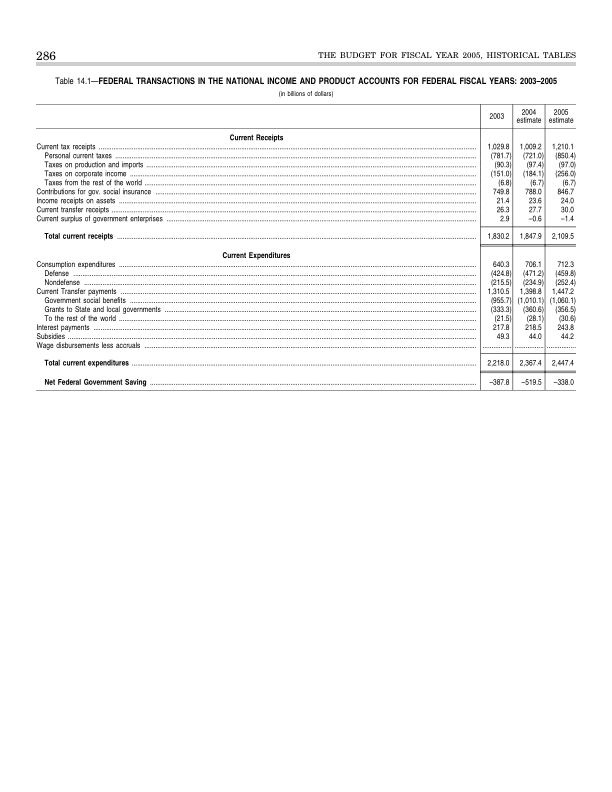 286 THE BUDGET FOR FISCAL YEAR 2005, HISTORICAL TABLES
Table 14.1—FEDERAL TRANSACTIONS IN THE NATIONAL INCOME AND PRODUCT ACCOUNTS FOR FEDERAL FISCAL YEARS: 2003–2005
(in billions of dollars)
2003 2004 estimate 2005 estimate
Current Receipts
Current tax receipts 1,029.8 1,009.2 1,210.1
Personal current taxes (781.7) (721.0) (850.4)
Taxes on production and imports (90.3) (97.4) (97.0)
Taxes on corporate income (151.0) (184.1) (256.0)
Taxes from the rest of the world (6.8) (6.7) (6.7)
Contributions for gov. social insurance 749.8 788.0 846.7
Income receipts on assets 21.4 23.6 24.0
Current transfer receipts 26.3 27.7 30.0
Current surplus of government enterprises 2.9 –0.6 –1.4
Total current receipts 1,830.2 1,847.9 2,109.5
Current Expenditures
Consumption expenditures 640.3 706.1 712.3
Defense (424.8) (471.2) (459.8)
Nondefense (215.5) (234.9) (252.4)
Current Transfer payments 1,310.5 1,398.8 1,447.2
Government social benefits (955.7) (1,010.1) (1,060.1)
Grants to State and local governments (333.3) (360.6) (356.5)
To the rest of the world (21.5) (28.1) (30.6)
Interest payments 217.8 218.5 243.8
Subsidies 49.3 44.0 44.2
Wage disbursements less accruals
Total current expenditures 2,218.0 2,367.4 2,447.4
Net Federal Government Saving –387.8 –519.5 –338.0